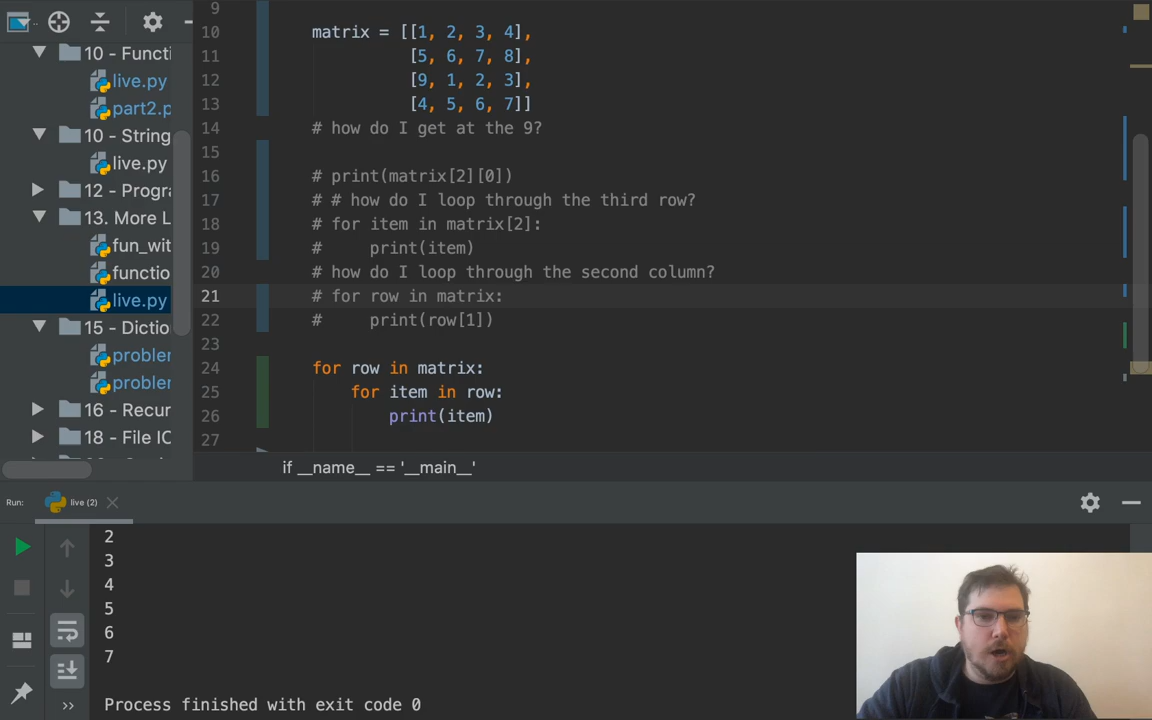 10 - Functi
live.py
part2.p
10 - String
live.py
12 - Progra
13. More L
fun_wit
functio
live.py
15 - Dictio
probler
probler
16 - Recur
18 - File IC
9
10 matrix = [[1, 2, 3, 4],
11 [5, 6, 7, 8],
12 [9, 1, 2, 3],
13 [4, 5, 6, 7]]
14 # how do I get at the 9?
15
16 # print(matrix[2][0])
17 # # how do I loop through the third row?
18 # for item in matrix[2]:
19 #     print(item)
20 # how do I loop through the second column?
21 # for row in matrix:
22 #     print(row[1])
23
24 for row in matrix:
25     for item in row:
26         print(item)
27
if __name__ == '__main__'
Run: live (2)
2
3
4
5
6
7
Process finished with exit code 0